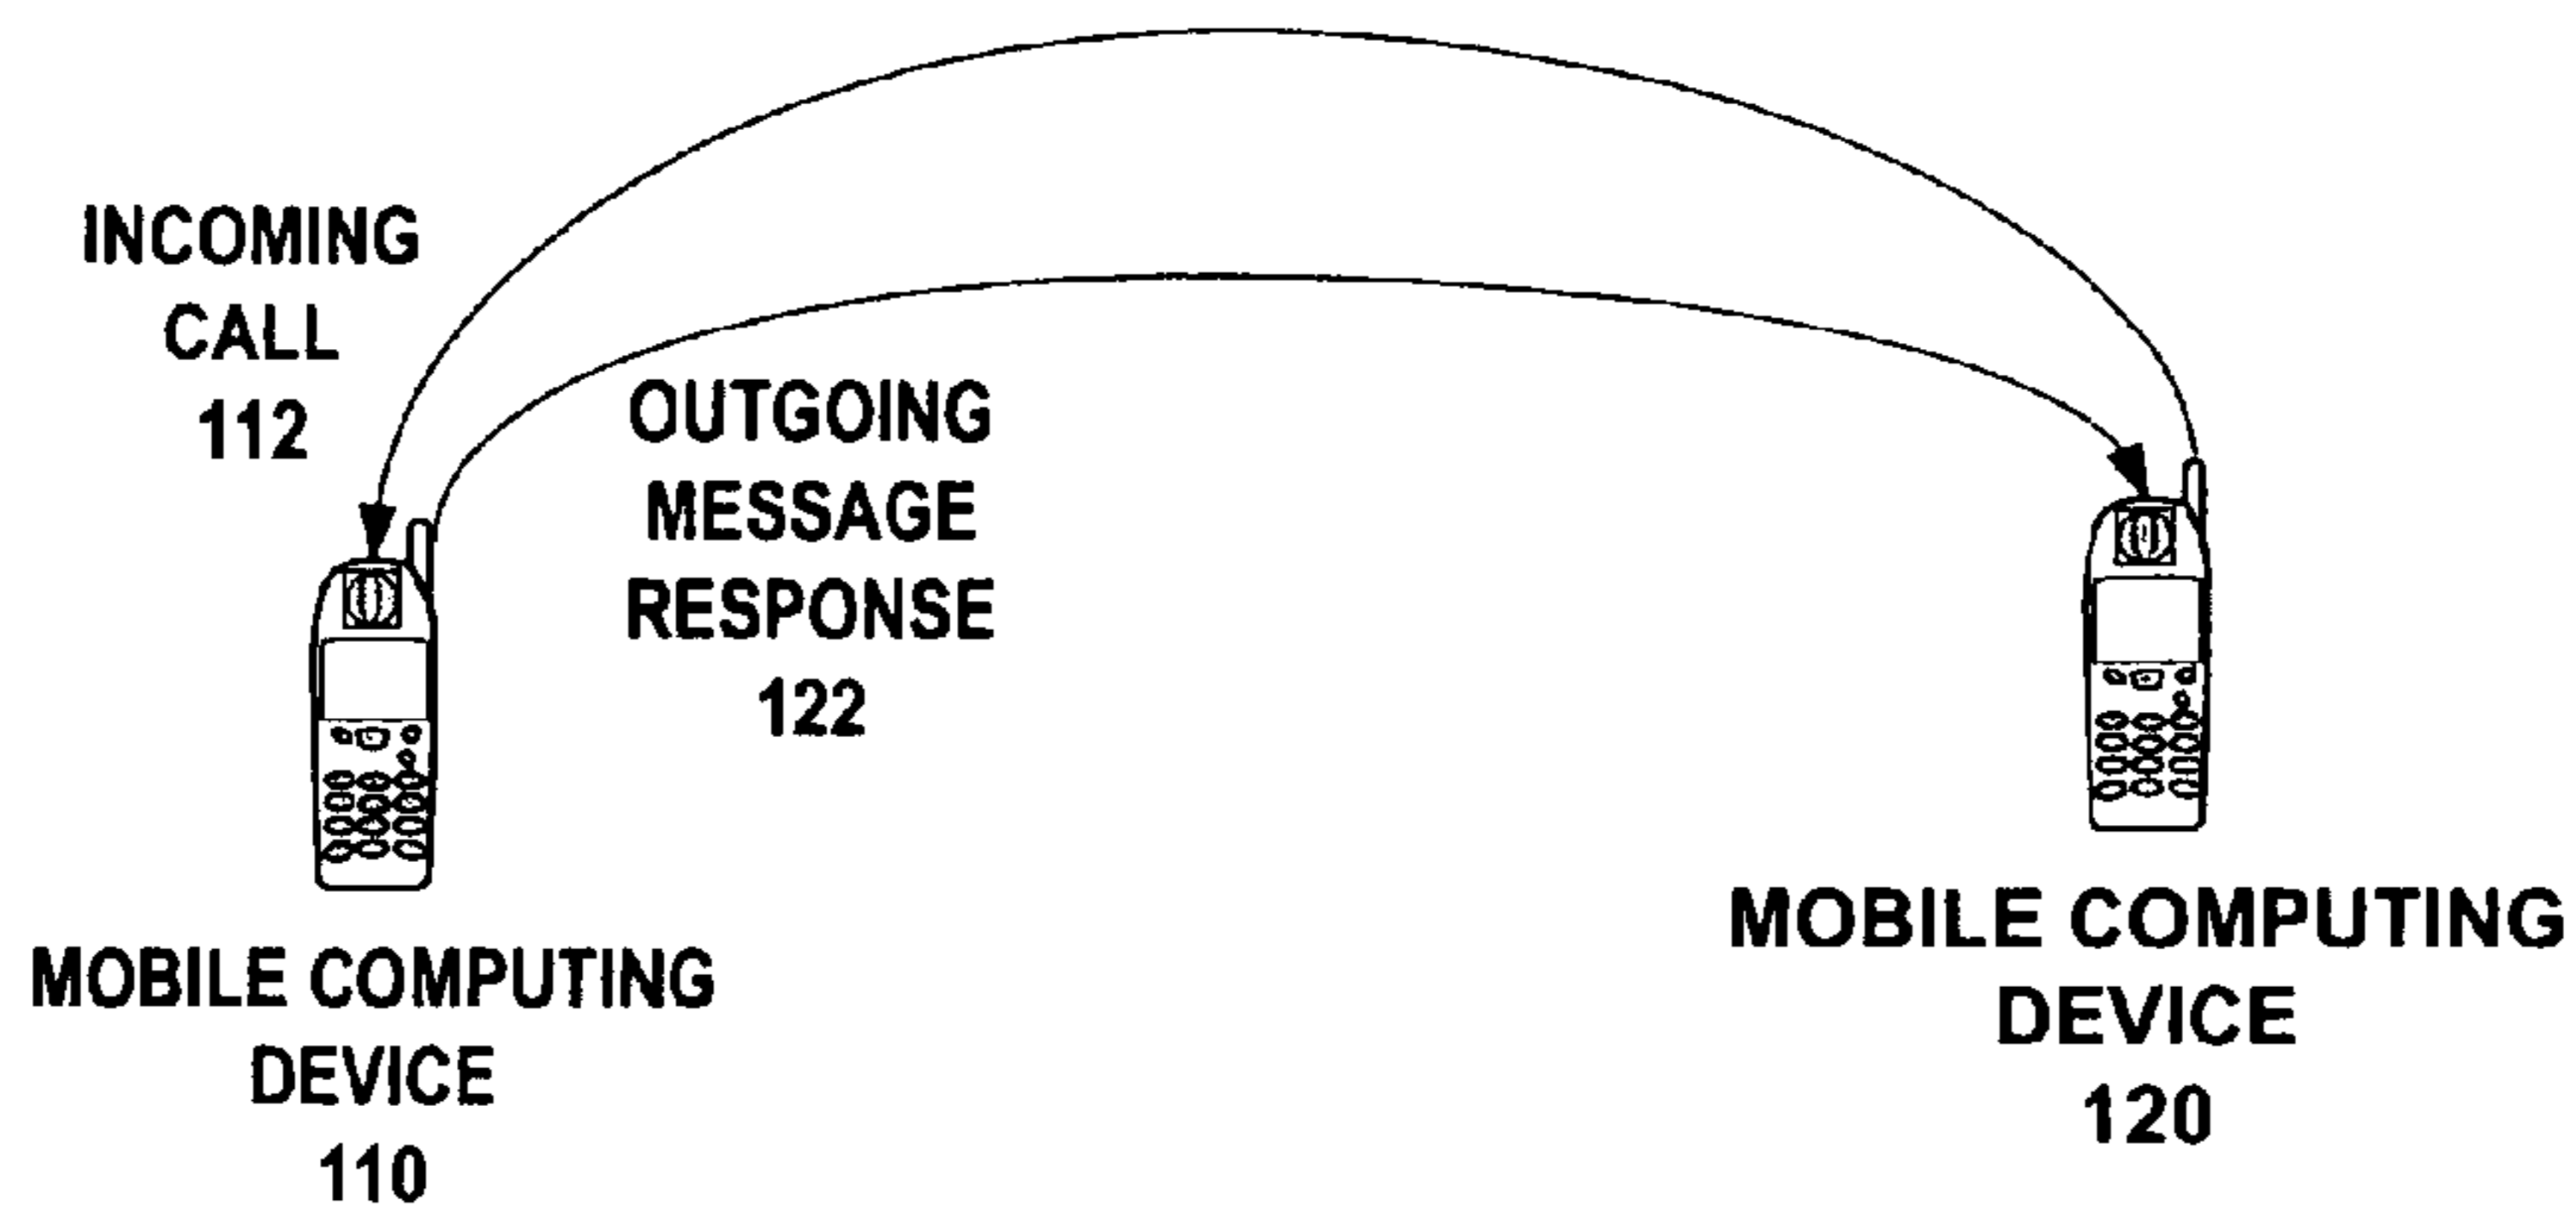 INCOMING
CALL
112
OUTGOING
MESSAGE
RESPONSE
122
MOBILE COMPUTING
DEVICE
110
MOBILE COMPUTING
DEVICE
120